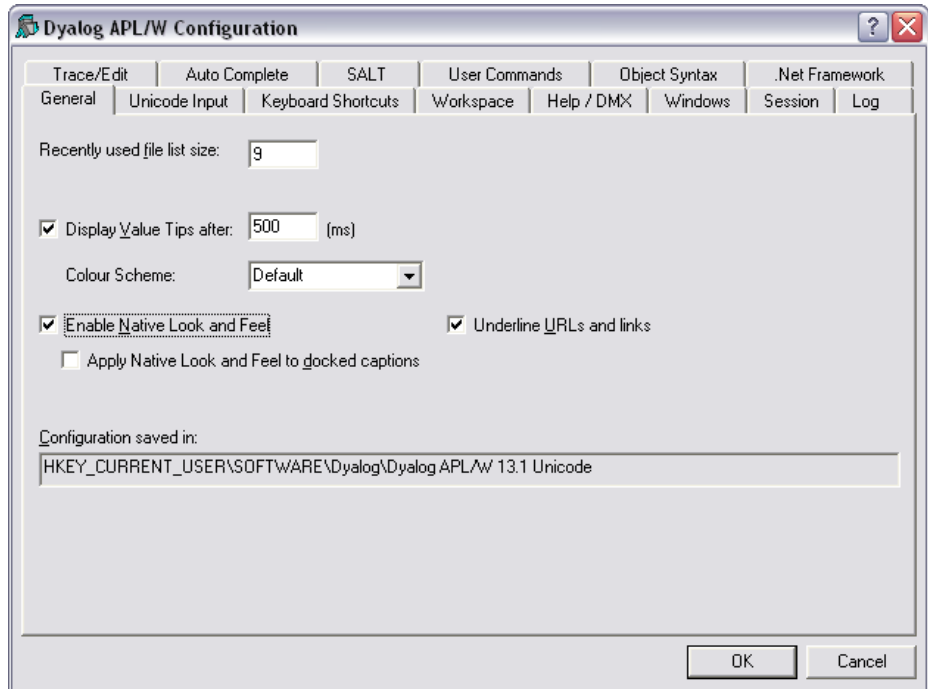 Dyalog APL/W Configuration
Trace/Edit Auto Complete SALT User Commands Object Syntax .Net Framework
General Unicode Input Keyboard Shortcuts Workspace Help / DMX Windows Session Log
Recently used file list size: 9
Display Value Tips after: 500 (ms)
Colour Scheme: Default
Enable Native Look and Feel Underline URLs and links
Apply Native Look and Feel to docked captions
Configuration saved in:
HKEY_CURRENT_USER\SOFTWARE\Dyalog\Dyalog APL/W 13.1 Unicode
OK Cancel